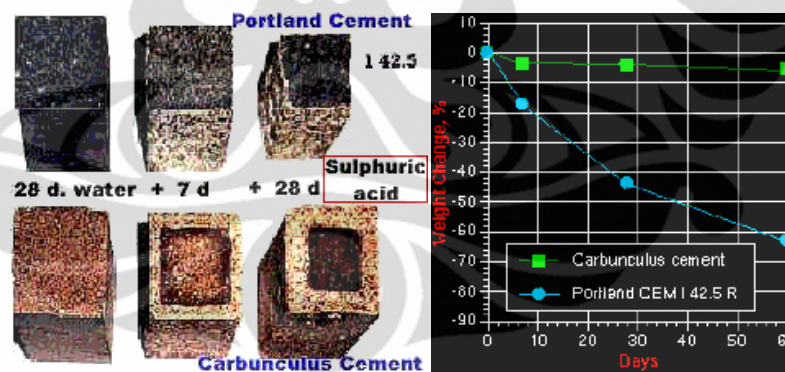 Portland Cement
I 42.5
28 d. water + 7 d + 28 d
Sulphuric
acid
Carbunculus Cement
Weight Change, %
10
0
-10
-20
-30
-40
-50
-60
-70
-80
-90
Carbunculus cement
Portland CEM I 42.5 R
0 10 20 30 40 50
Days